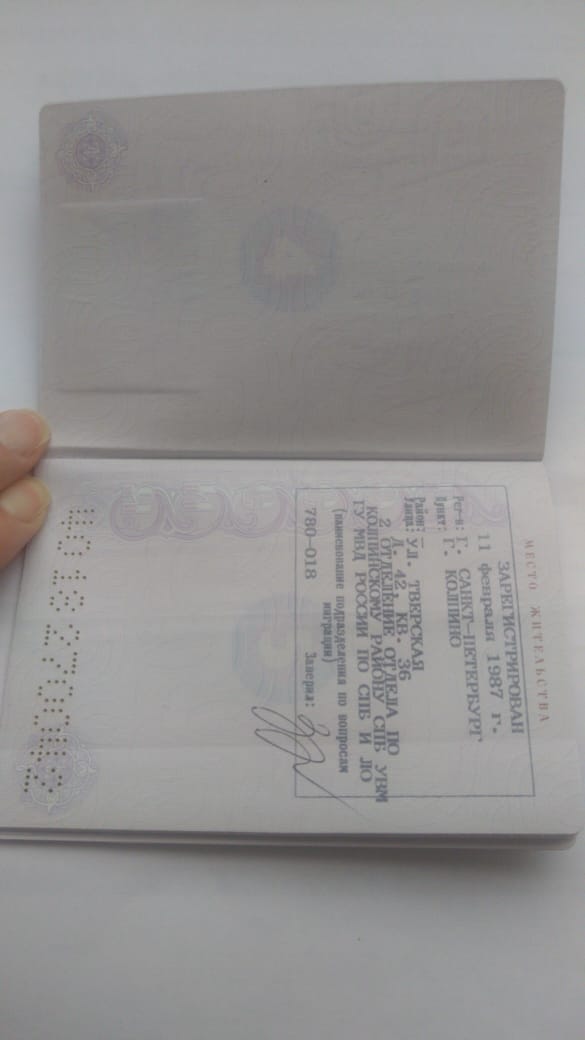 МЕСТО ЖИТЕЛЬСТВА
ЗАРЕГИСТРИРОВАН
11 февраля 1987 г.
Рег-н: Г. САНКТ-ПЕТЕРБУРГ
Пункт: Г. КОЛПИНО
Район: —
Улица: УЛ. ТВЕРСКАЯ
Д. 42, КВ. 36
2 ОТДЕЛЕНИЕ ОТДЕЛА ПО
КОЛПИНСКОМУ РАЙОНУ СПБ УВМ
ГУ МВД РОССИИ ПО СПБ И ЛО
(наименование подразделения по вопросам
миграции)
780-018 Заверил: